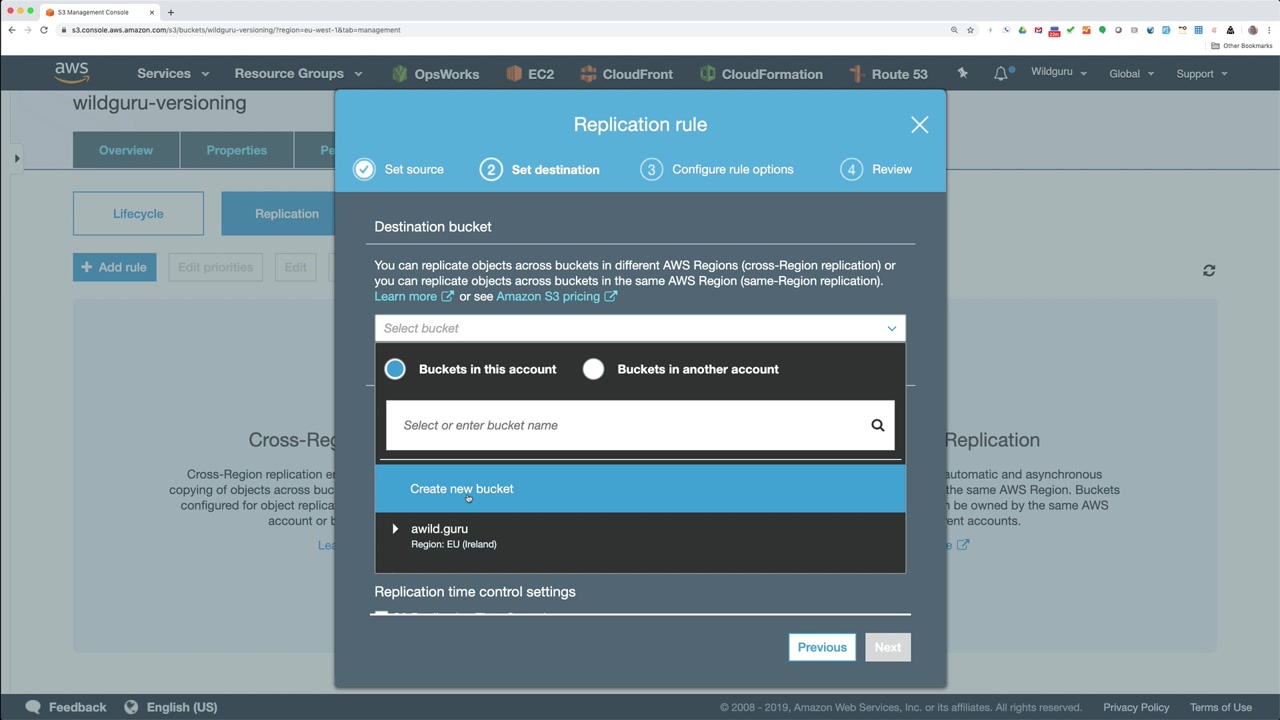 S3 Management Console
s3.console.aws.amazon.com/s3/buckets/wildguru-versioning/?region=eu-west-1&tab=management
Other Bookmarks
aws
Services
Resource Groups
OpsWorks
EC2
CloudFront
CloudFormation
Route 53
Wildguru
Global
Support
wildguru-versioning
Overview
Properties
Pe
Lifecycle
Replication
Add rule
Edit priorities
Edit
Replication rule
Set source
2 Set destination
3 Configure rule options
4 Review
Destination bucket
You can replicate objects across buckets in different AWS Regions (cross-Region replication) or
you can replicate objects across buckets in the same AWS Region (same-Region replication).
Learn more or see Amazon S3 pricing
Select bucket
Buckets in this account
Buckets in another account
Select or enter bucket name
Create new bucket
awild.guru
Region: EU (Ireland)
Replication time control settings
Previous
Next
Cross-Reg
Cross-Region replication e
copying of objects across buc
configured for object replica
account or b
Le
Replication
automatic and asynchronous
the same AWS Region. Buckets
be owned by the same AWS
ent accounts.
e
Feedback
English (US)
© 2008 - 2019, Amazon Web Services, Inc. or its affiliates. All rights reserved.
Privacy Policy
Terms of Use